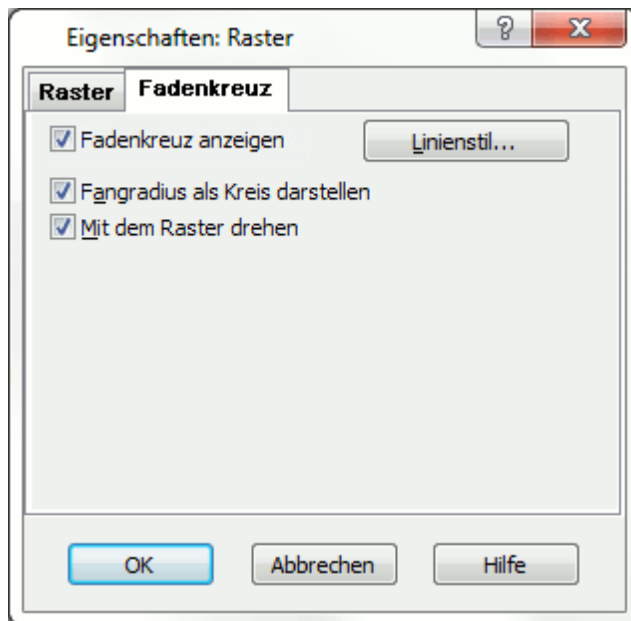 Eigenschaften: Raster
Raster Fadenkreuz
Fadenkreuz anzeigen Linienstil...
Fangradius als Kreis darstellen
Mit dem Raster drehen
OK Abbrechen Hilfe